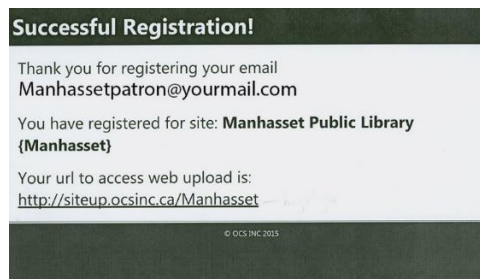 Successful Registration!
Thank you for registering your email
Manhassetpatron@yourmail.com
You have registered for site: Manhasset Public Library
{Manhasset}
Your url to access web upload is:
http://siteup.ocsinc.ca/Manhasset
© OCS INC 2015